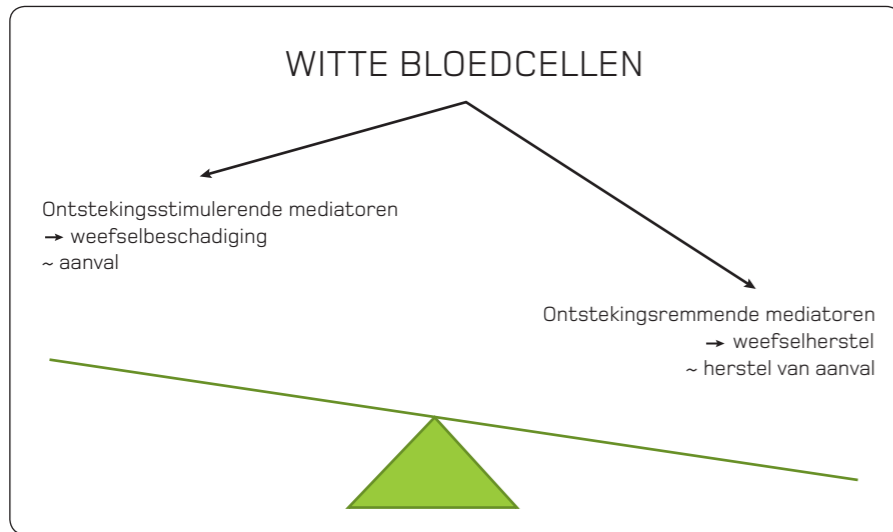 WITTE BLOEDCELLEN
Ontstekingsstimulerende mediatoren
→ weefselbeschadiging
~ aanval
Ontstekingsremmende mediatoren
→ weefselherstel
~ herstel van aanval